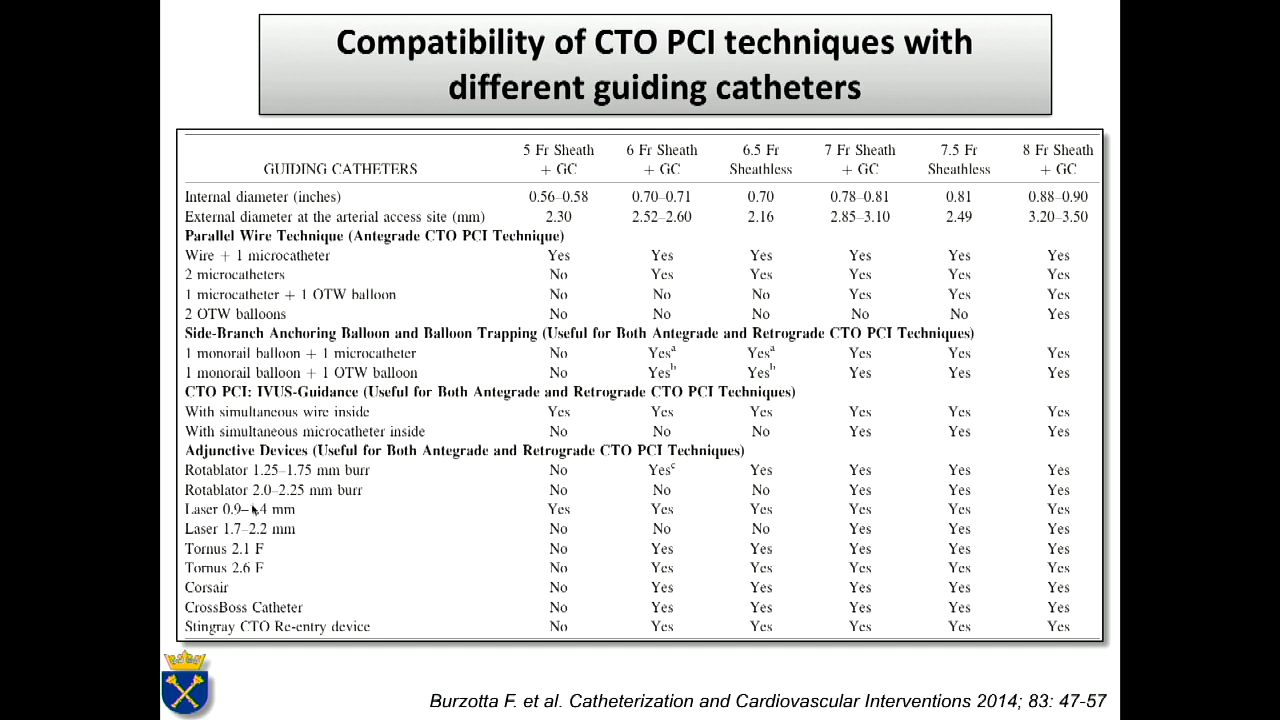 Compatibility of CTO PCI techniques with
different guiding catheters
GUIDING CATHETERS 5 Fr Sheath + GC 6 Fr Sheath + GC 6.5 Fr Sheathless 7 Fr Sheath + GC 7.5 Fr Sheathless 8 Fr Sheath + GC
Internal diameter (inches) 0.56–0.58 0.70–0.71 0.70 0.78–0.81 0.81 0.88–0.90
External diameter at the arterial access site (mm) 2.30 2.52–2.60 2.16 2.85–3.10 2.49 3.20–3.50
Parallel Wire Technique (Antegrade CTO PCI Technique)
Wire + 1 microcatheter Yes Yes Yes Yes Yes Yes
2 microcatheters No Yes Yes Yes Yes Yes
1 microcatheter + 1 OTW balloon No No No Yes Yes Yes
2 OTW balloons No No No No No Yes
Side-Branch Anchoring Balloon and Balloon Trapping (Useful for Both Antegrade and Retrograde CTO PCI Techniques)
1 monorail balloon + 1 microcatheter No Yesa Yesa Yes Yes Yes
1 monorail balloon + 1 OTW balloon No Yesb Yesb Yes Yes Yes
CTO PCI: IVUS-Guidance (Useful for Both Antegrade and Retrograde CTO PCI Techniques)
With simultaneous wire inside Yes Yes Yes Yes Yes Yes
With simultaneous microcatheter inside No No No Yes Yes Yes
Adjunctive Devices (Useful for Both Antegrade and Retrograde CTO PCI Techniques)
Rotablator 1.25–1.75 mm burr No Yesc Yes Yes Yes Yes
Rotablator 2.0–2.25 mm burr No No No Yes Yes Yes
Laser mm Yes Yes Yes Yes Yes Yes
Laser 1.7–2.2 mm No No No Yes Yes Yes
Tornus 2.1 F No Yes Yes Yes Yes Yes
Tornus 2.6 F No Yes Yes Yes Yes Yes
Corsair No Yes Yes Yes Yes Yes
CrossBoss Catheter No Yes Yes Yes Yes Yes
Stingray CTO Re-entry device No Yes Yes Yes Yes Yes
Burzotta F. et al. Catheterization and Cardiovascular Interventions 2014; 83: 47-57